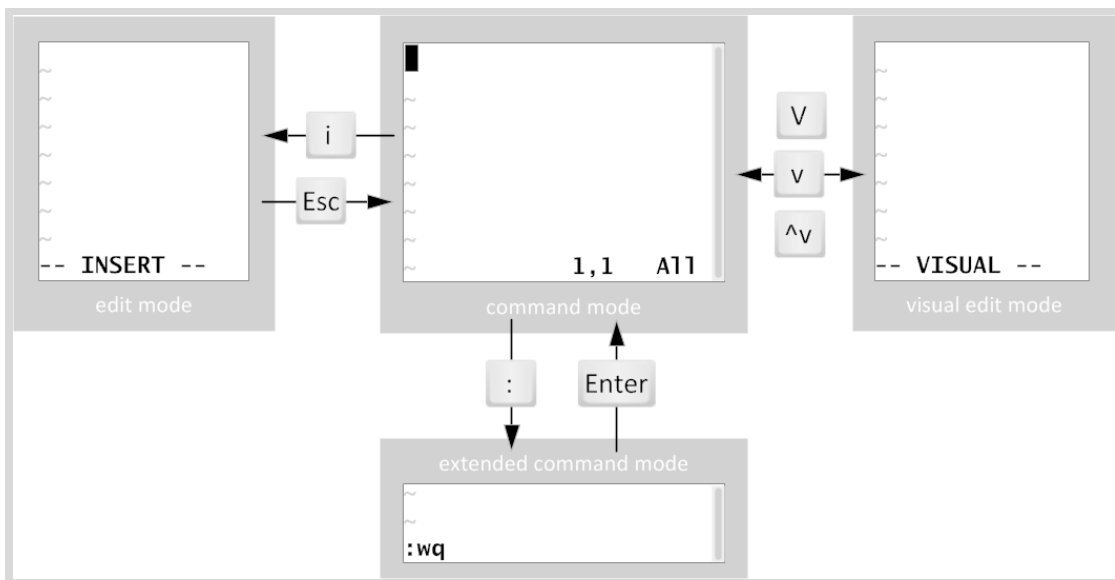 ~
~
~
~
~
~
~
-- INSERT --
edit mode
i
Esc
~
~
~
~
~
~
~
1,1 All
command mode
V
v
^v
~
~
~
~
~
~
~
-- VISUAL --
visual edit mode
:
Enter
extended command mode
~
~
:wq